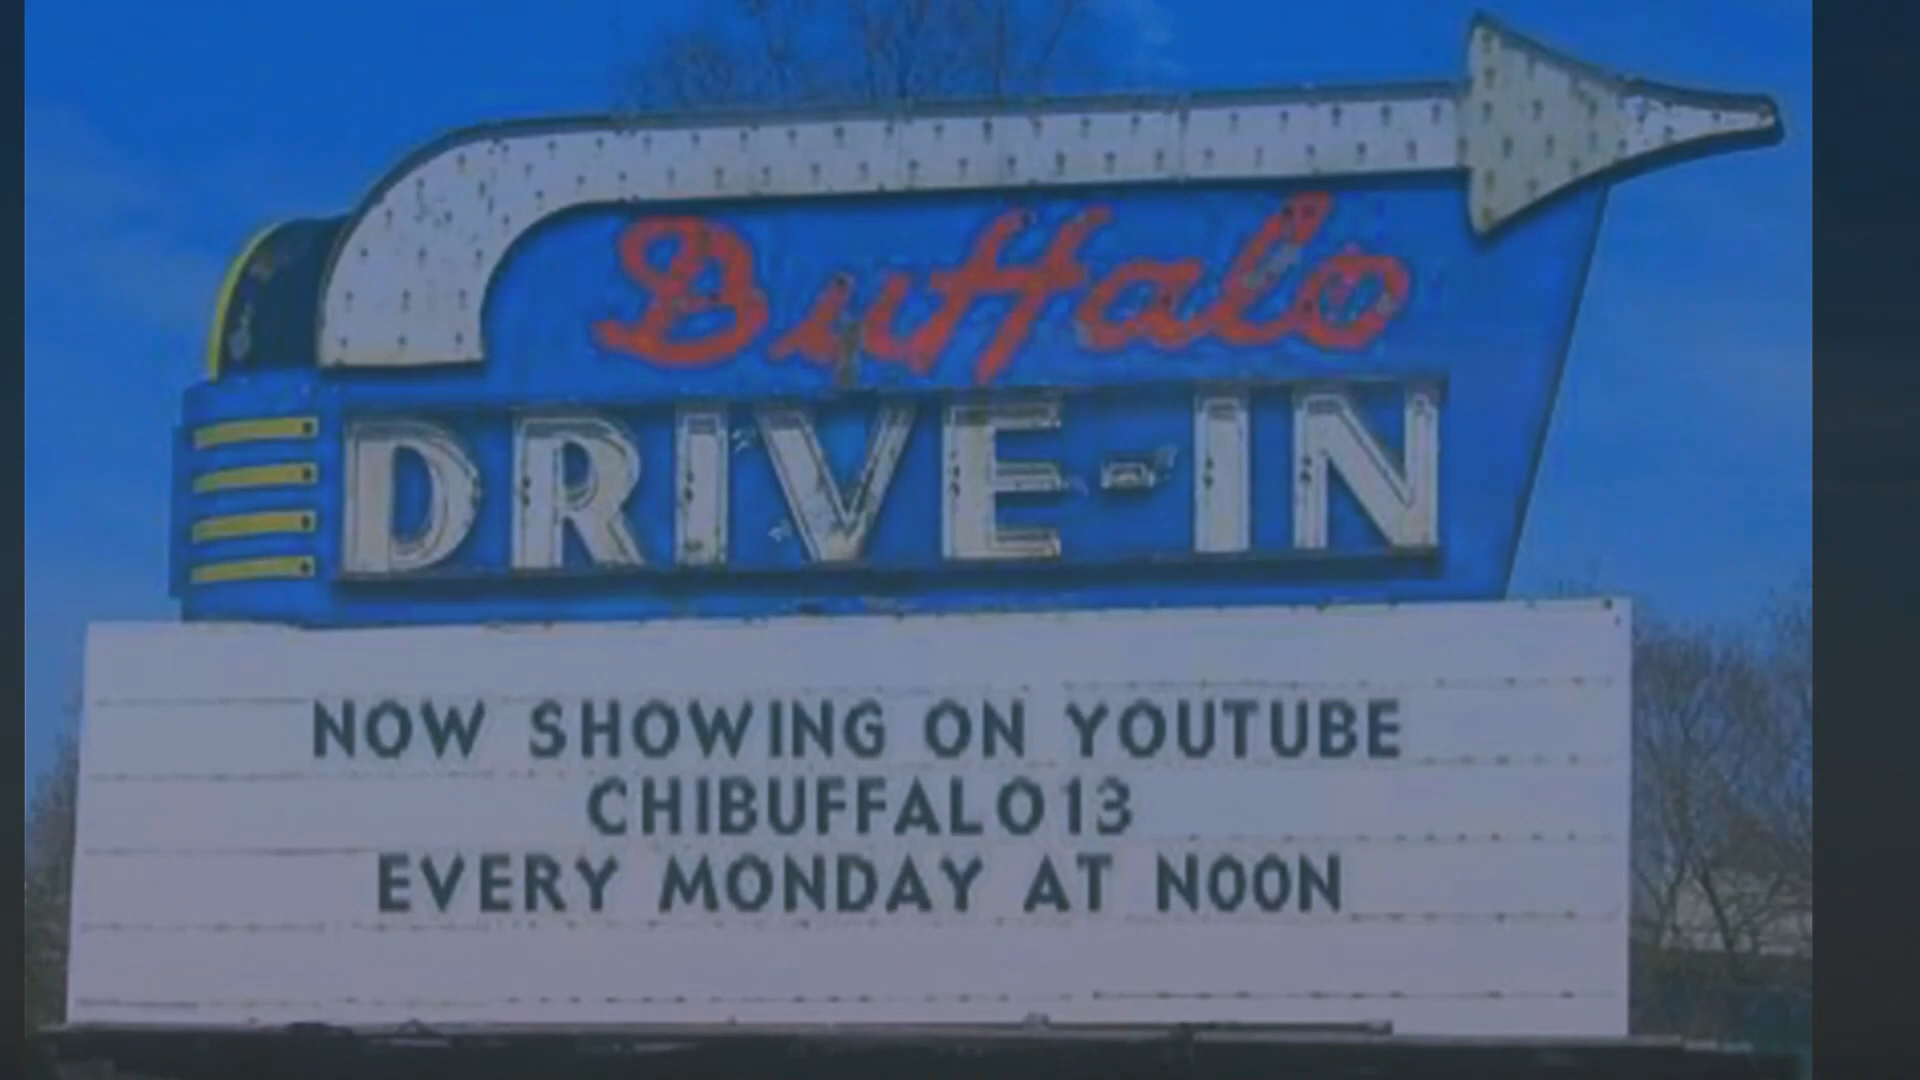 Buffalo
DRIVE-IN
NOW SHOWING ON YOUTUBE
CHIBUFFALO13
EVERY MONDAY AT NOON